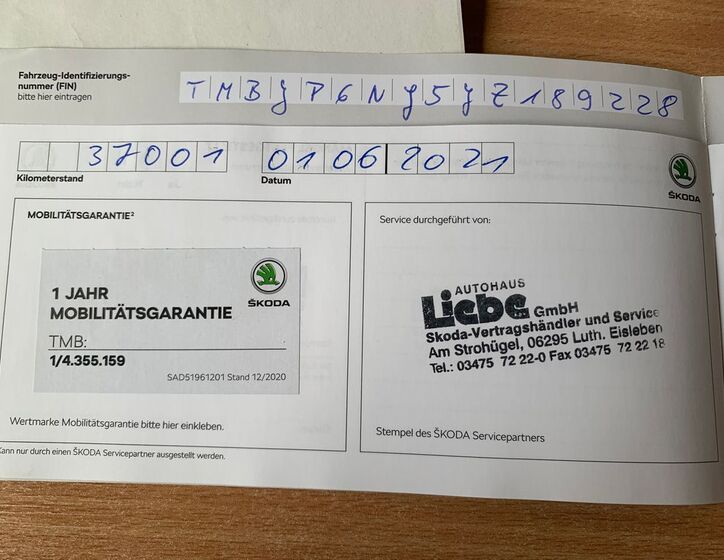 Fahrzeug-Identifizierungs-
nummer (FIN)
bitte hier eintragen
TMBJP6NJ5JZ189228
37001
Kilometerstand
01 06 2021
Datum
ŠKODA
MOBILITÄTSGARANTIE²
1 JAHR
MOBILITÄTSGARANTIE
ŠKODA
TMB:
1/4.355.159
SAD51961201 Stand 12/2020
Wertmarke Mobilitätsgarantie bitte hier einkleben.
Kann nur durch einen ŠKODA Servicepartner ausgestellt werden.
Service durchgeführt von:
AUTOHAUS
Liebe GmbH
Skoda-Vertragshändler und Service
Am Strohügel, 06295 Luth. Eisleben
Tel.: 03475 72 22-0 Fax 03475 72 22 18
Stempel des ŠKODA Servicepartners